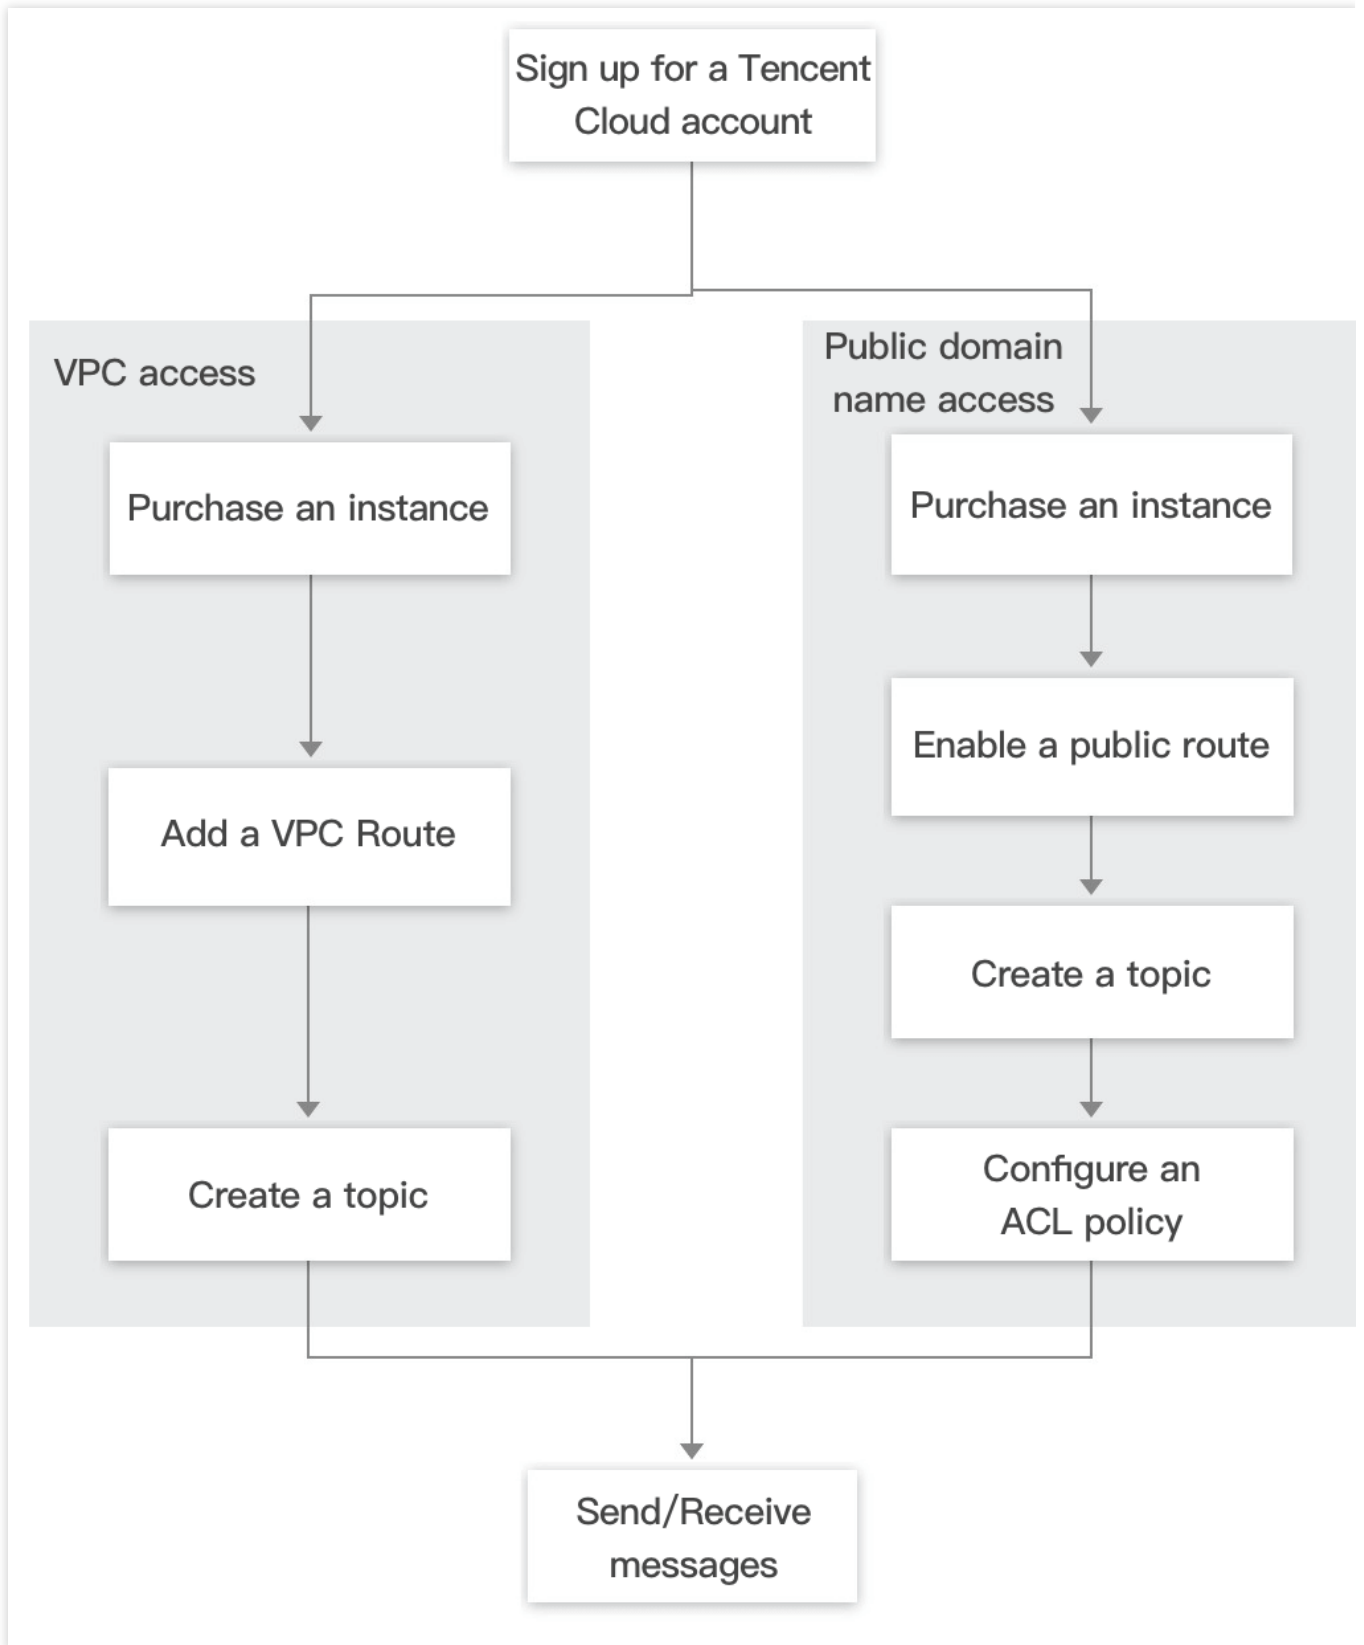 Sign up for a Tencent
Cloud account
VPC access
Purchase an instance
Add a VPC Route
Create a topic
Public domain
name access
Purchase an instance
Enable a public route
Create a topic
Configure an
ACL policy
Send/Receive
messages